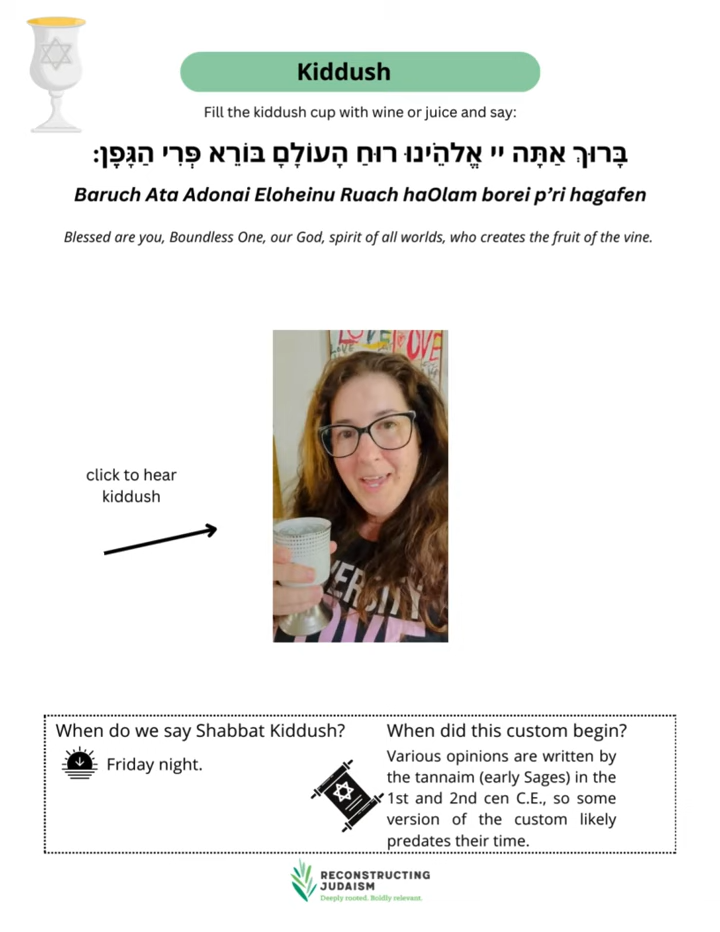 Kiddush
Fill the kiddush cup with wine or juice and say:
בָּרוּךְ אַתָּה יי אֱלֹהֵינוּ רוּחַ הָעוֹלָם בּוֹרֵא פְּרִי הַגָּפֶן:
Baruch Ata Adonai Eloheinu Ruach haOlam borei p’ri hagafen
Blessed are you, Boundless One, our God, spirit of all worlds, who creates the fruit of the vine.
LOVE
LOVE
OVE
click to hear
kiddush
When do we say Shabbat Kiddush?
Friday night.
When did this custom begin?
Various opinions are written by
the tannaim (early Sages) in the
1st and 2nd cen C.E., so some
version of the custom likely
predates their time.
RECONSTRUCTING
JUDAISM
Deeply rooted. Boldly relevant.